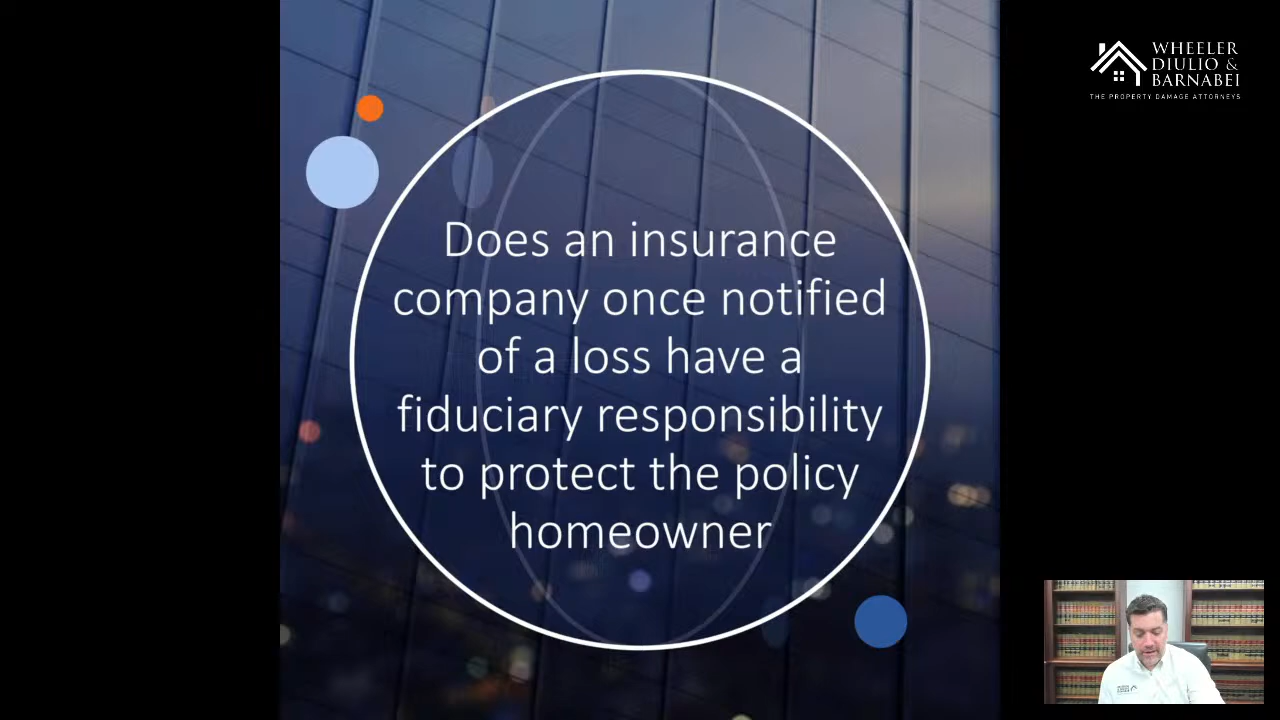 WHEELER
DIULIO &
BARNABEI
THE PROPERTY DAMAGE ATTORNEYS
Does an insurance
company once notified
of a loss have a
fiduciary responsibility
to protect the policy
homeowner